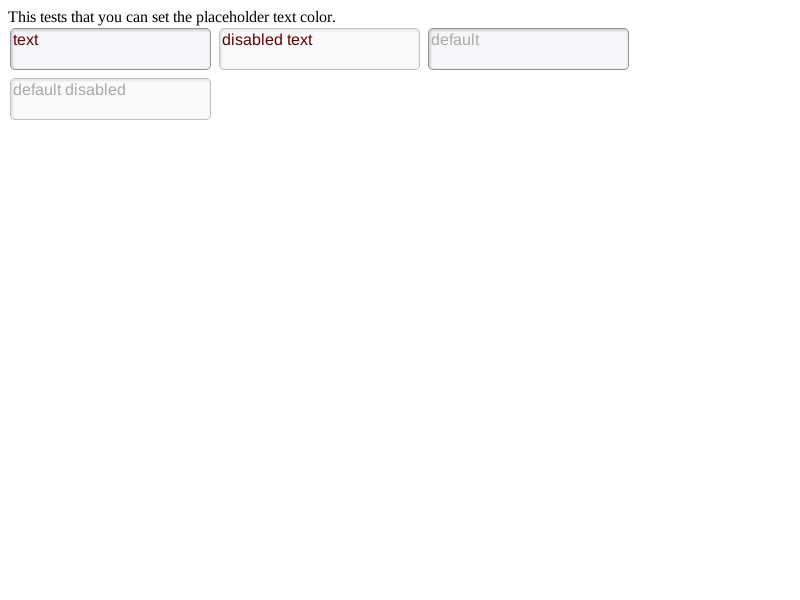 This tests that you can set the placeholder text color.
text disabled text default
default disabled